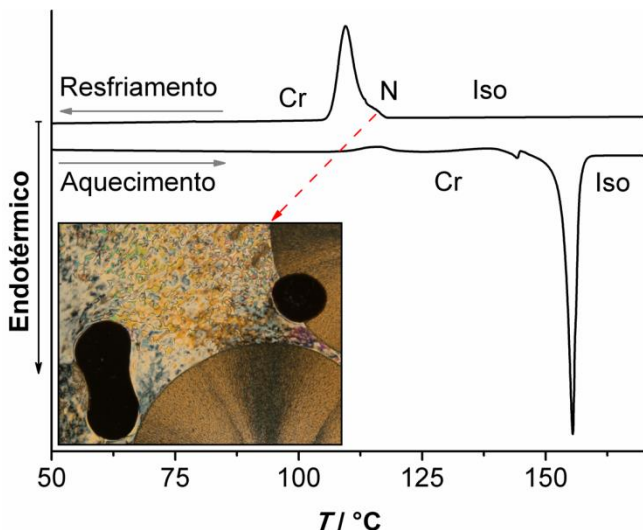 Resfriamento
Cr
N
Iso
Aquecimento
Cr
Iso
Endotérmico
50
75
100
125
150
T / °C